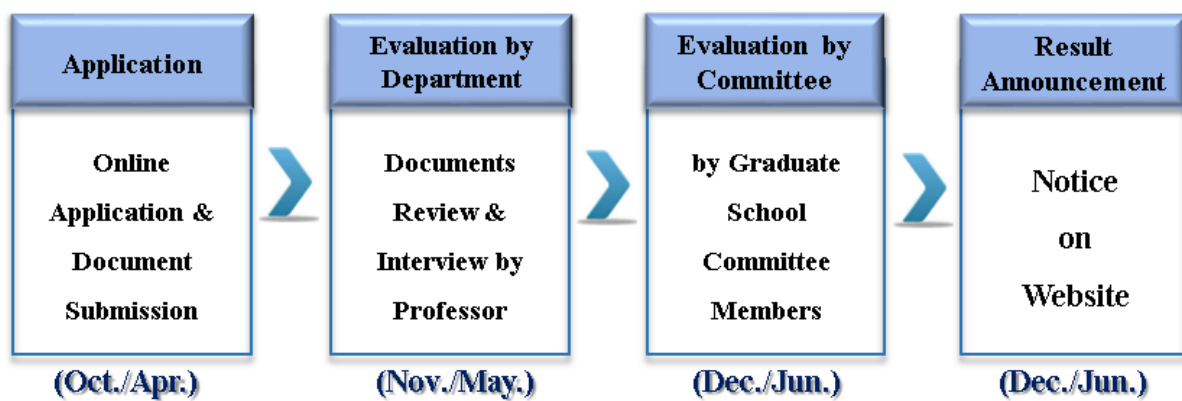 Application
Online
Application &
Document
Submission
(Oct./Apr.)
Evaluation by
Department
Documents
Review &
Interview by
Professor
(Nov./May.)
Evaluation by
Committee
by Graduate
School
Committee
Members
(Dec./Jun.)
Result
Announcement
Notice
on
Website
(Dec./Jun.)